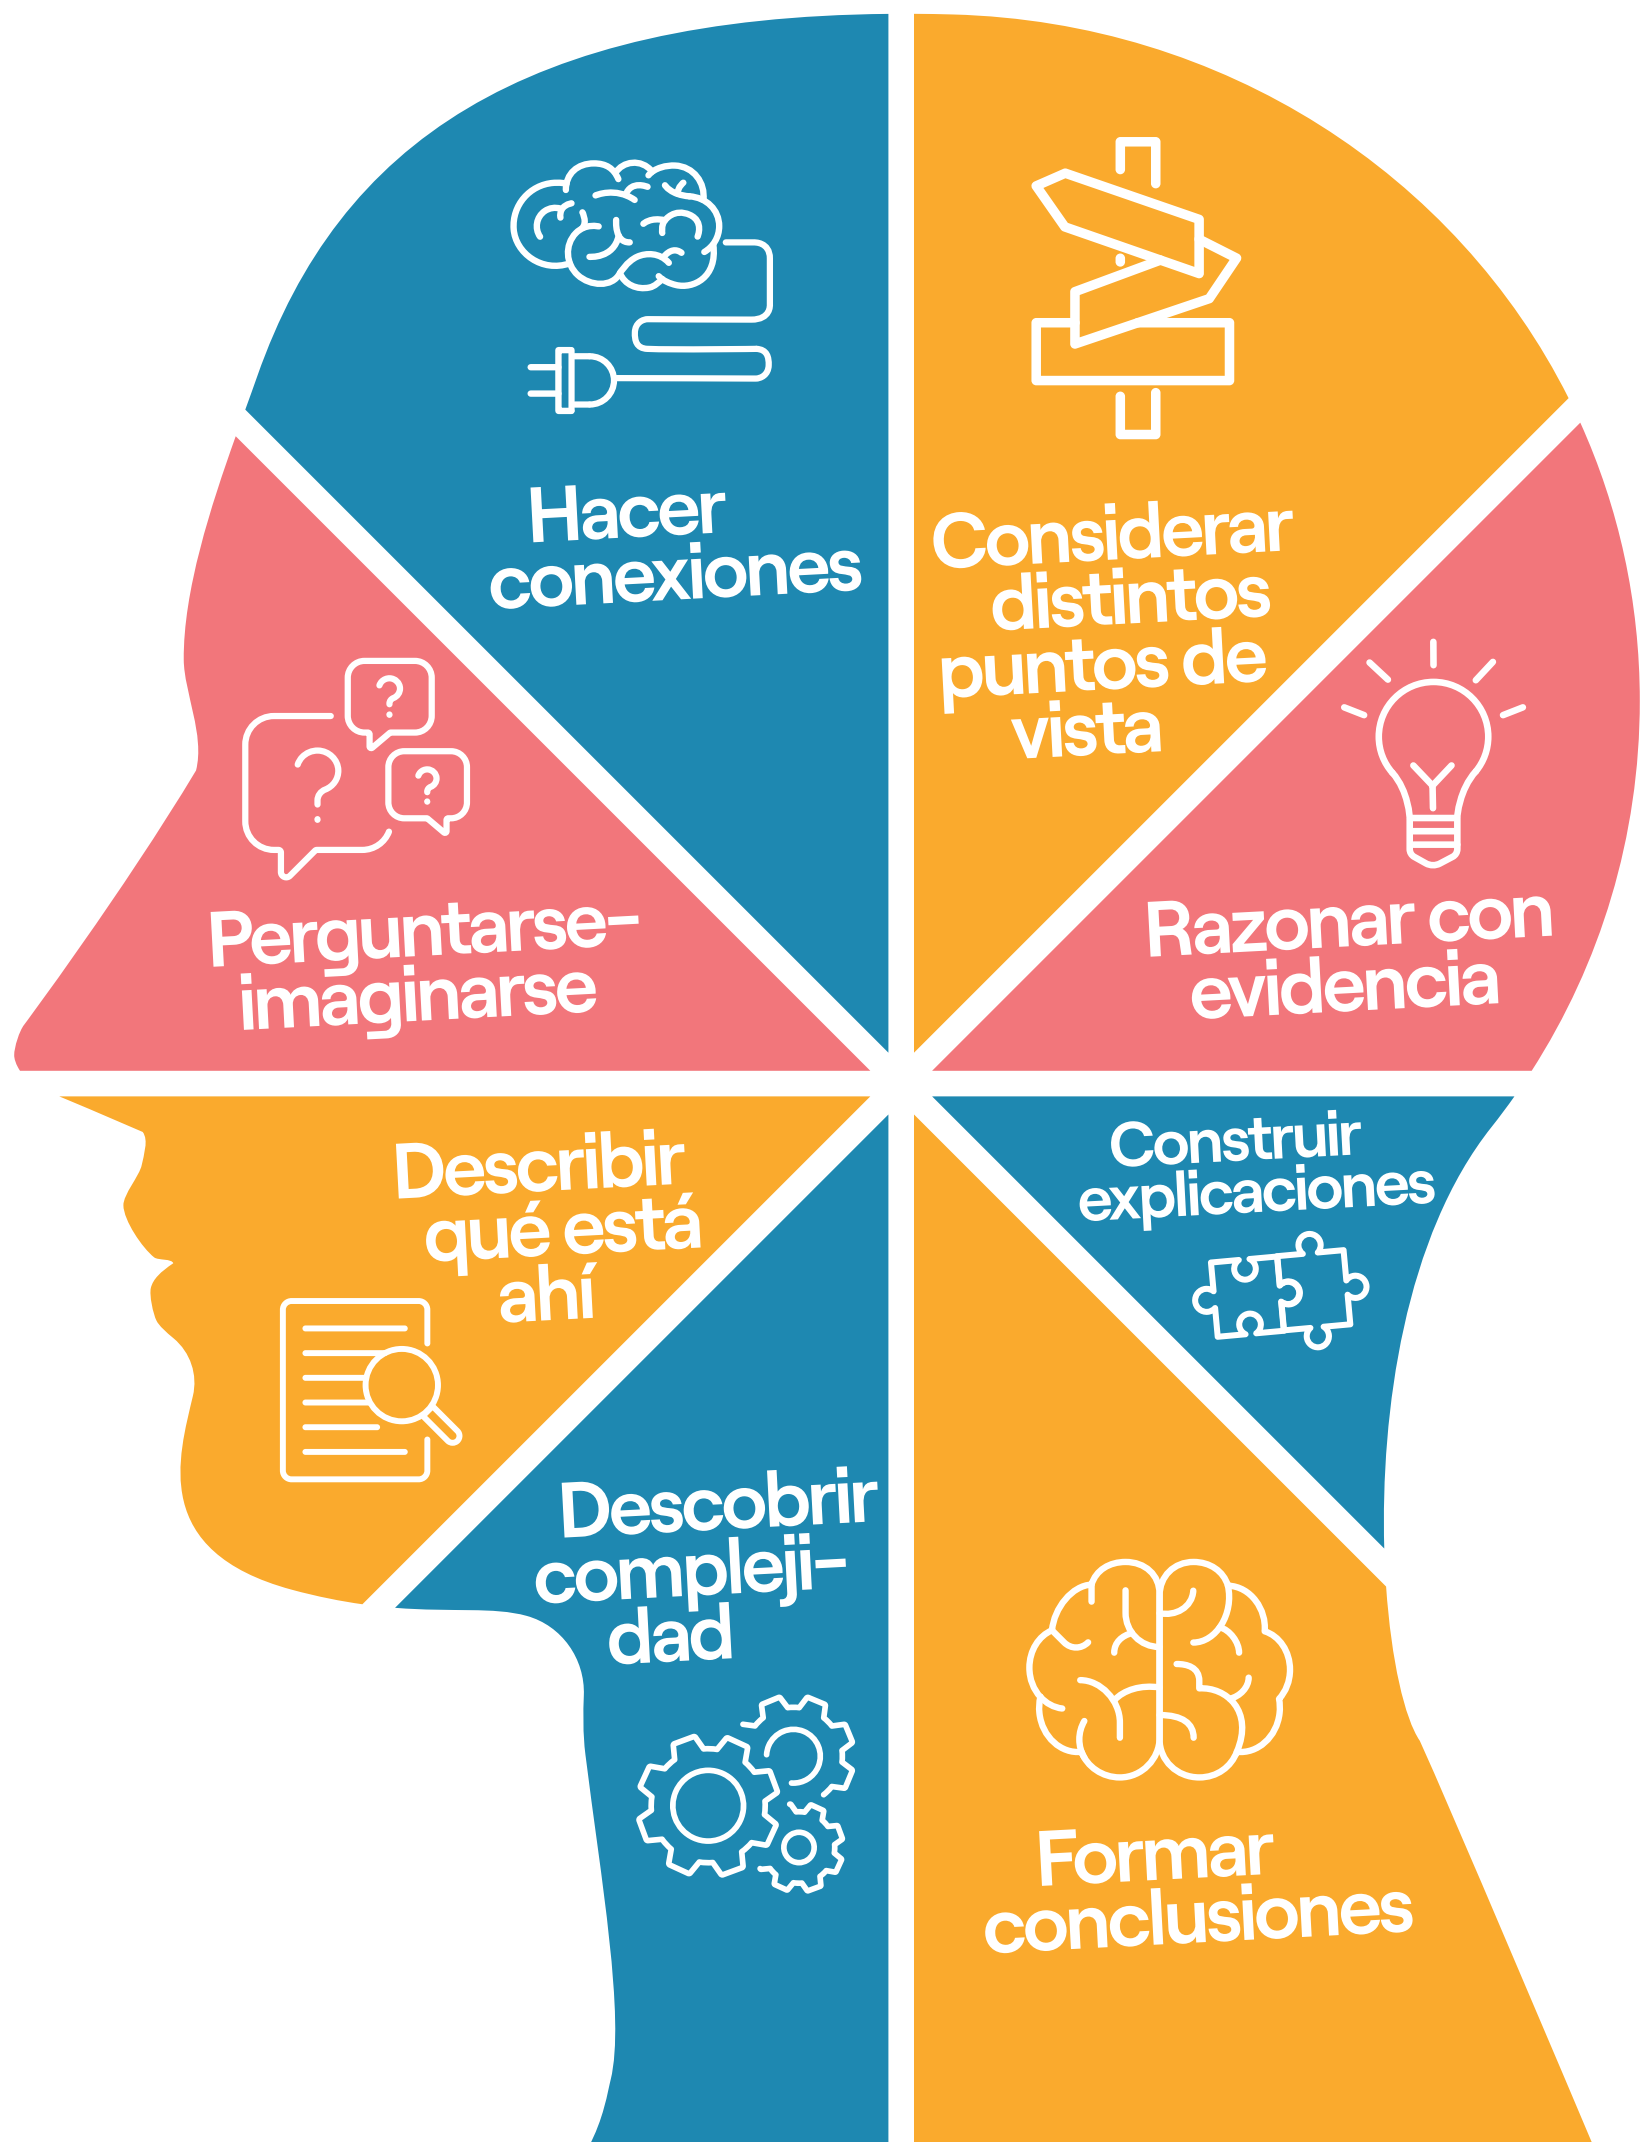 Hacer
conexiones
Considerar
distintos
puntos de
vista
?
?
?
Perguntarse-
imaginarse
Razonar con
evidencia
Describir
qué está
ahí
Construir
explicaciones
Descobrir
compleji-
dad
Formar
conclusiones